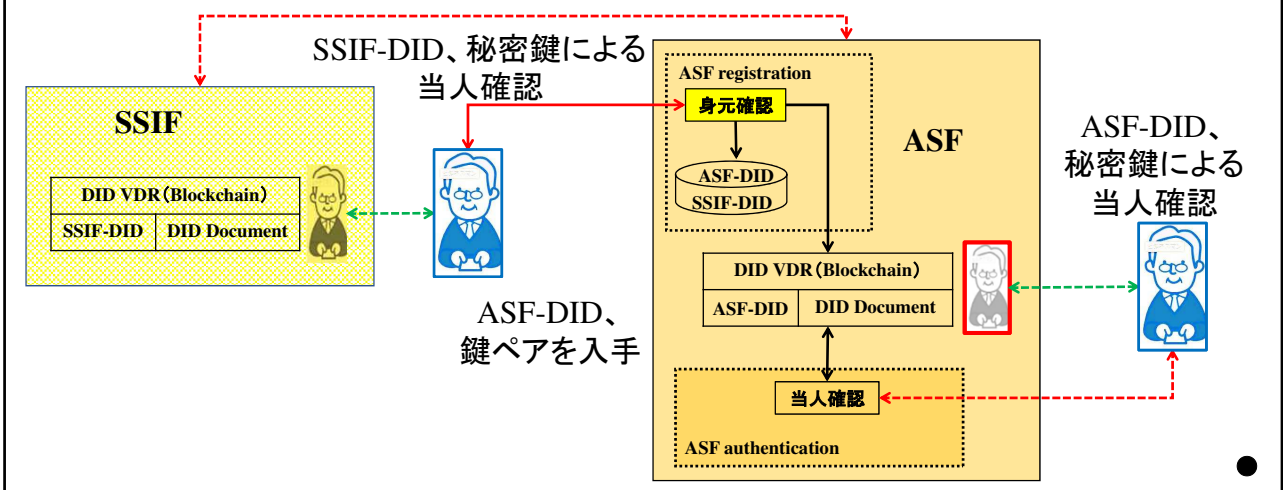 SSIF-DID、秘密鍵による
当人確認
SSIF
DID VDR（Blockchain）
SSIF-DID
DID Document
ASF-DID、
鍵ペアを入手
ASF registration
身元確認
ASF-DID
SSIF-DID
ASF
DID VDR（Blockchain）
ASF-DID
DID Document
当人確認
ASF authentication
ASF-DID、
秘密鍵による
当人確認